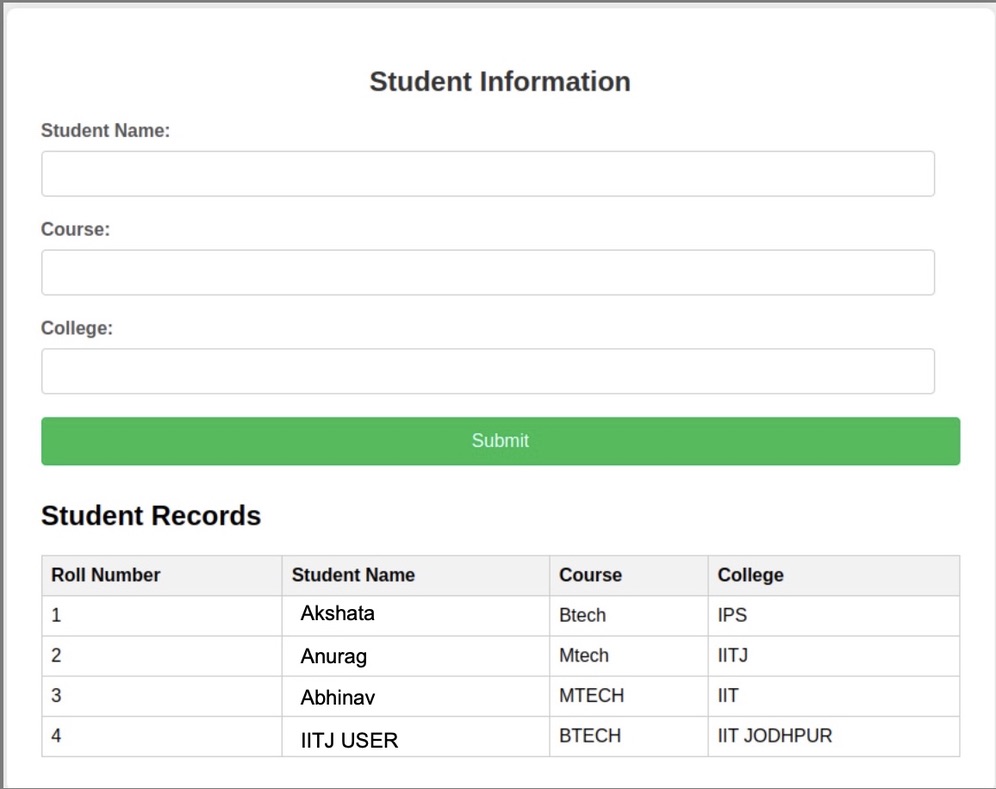 Student Information
Student Name:
Course:
College:
Submit
Student Records
Roll Number Student Name Course College
1 Akshata Btech IPS
2 Anurag Mtech IITJ
3 Abhinav MTECH IIT
4 IITJ USER BTECH IIT JODHPUR